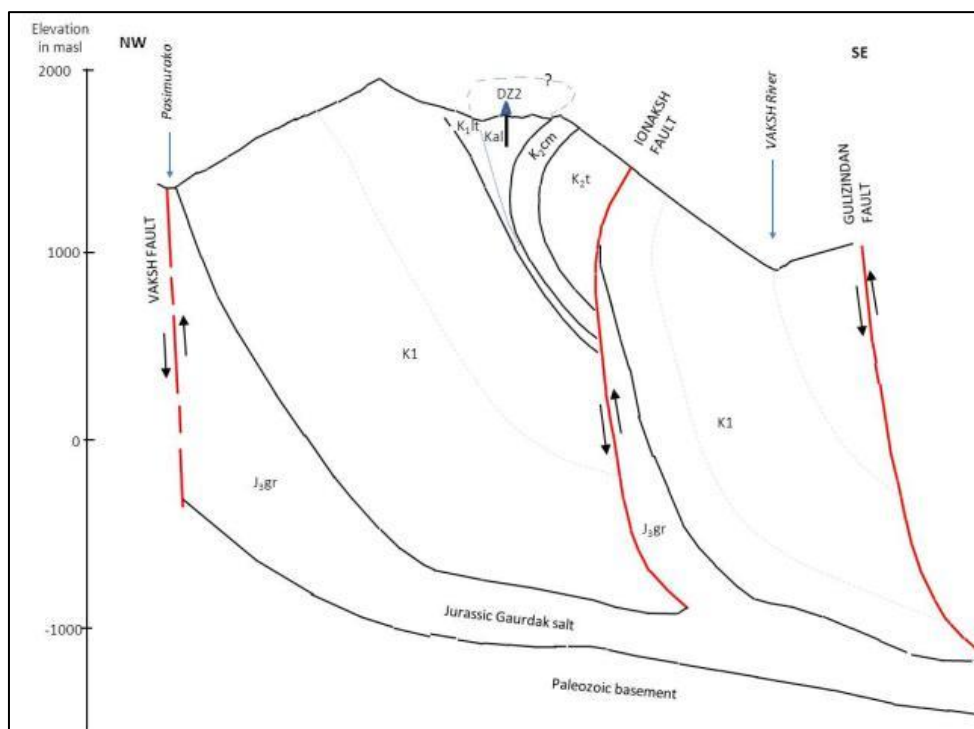 Elevation
in masl
NW
SE
2000
1000
0
-1000
Pasimurako
VAKSH FAULT
?
DZ2
K₁lt
Kal
K₂cm
K₂t
IONAKSH
FAULT
VAKSH River
GULIZINDAN
FAULT
K1
K1
J₃gr
J₃gr
Jurassic Gaurdak salt
Paleozoic basement